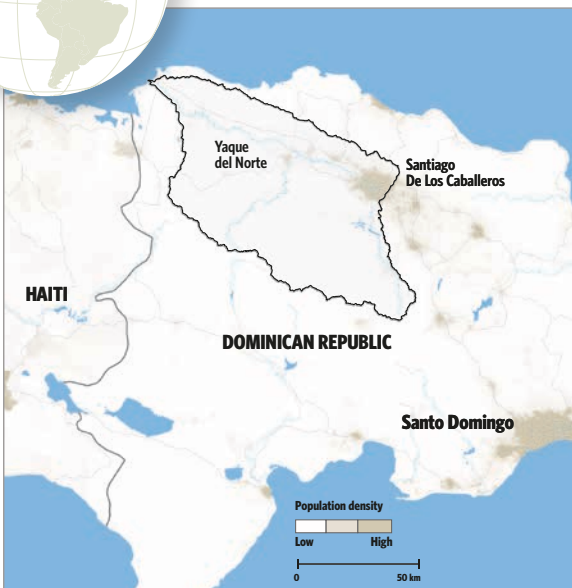 Yaque
del Norte
Santiago
De Los Caballeros
HAITI
DOMINICAN REPUBLIC
Santo Domingo
Population density
Low High
0 50 km